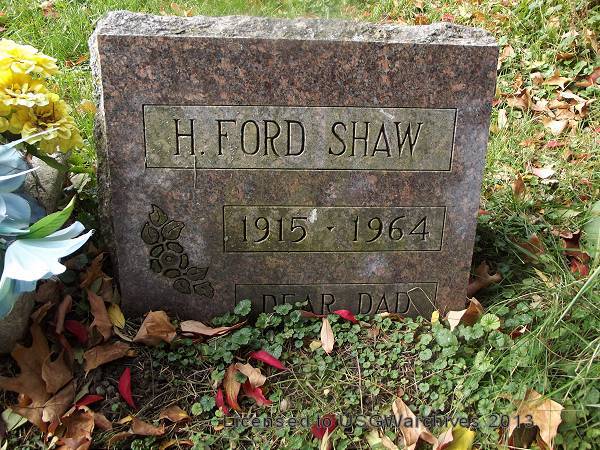 H. FORD SHAW
1915 - 1964
DEAR DAD
Licensed to USGWarchives 2013